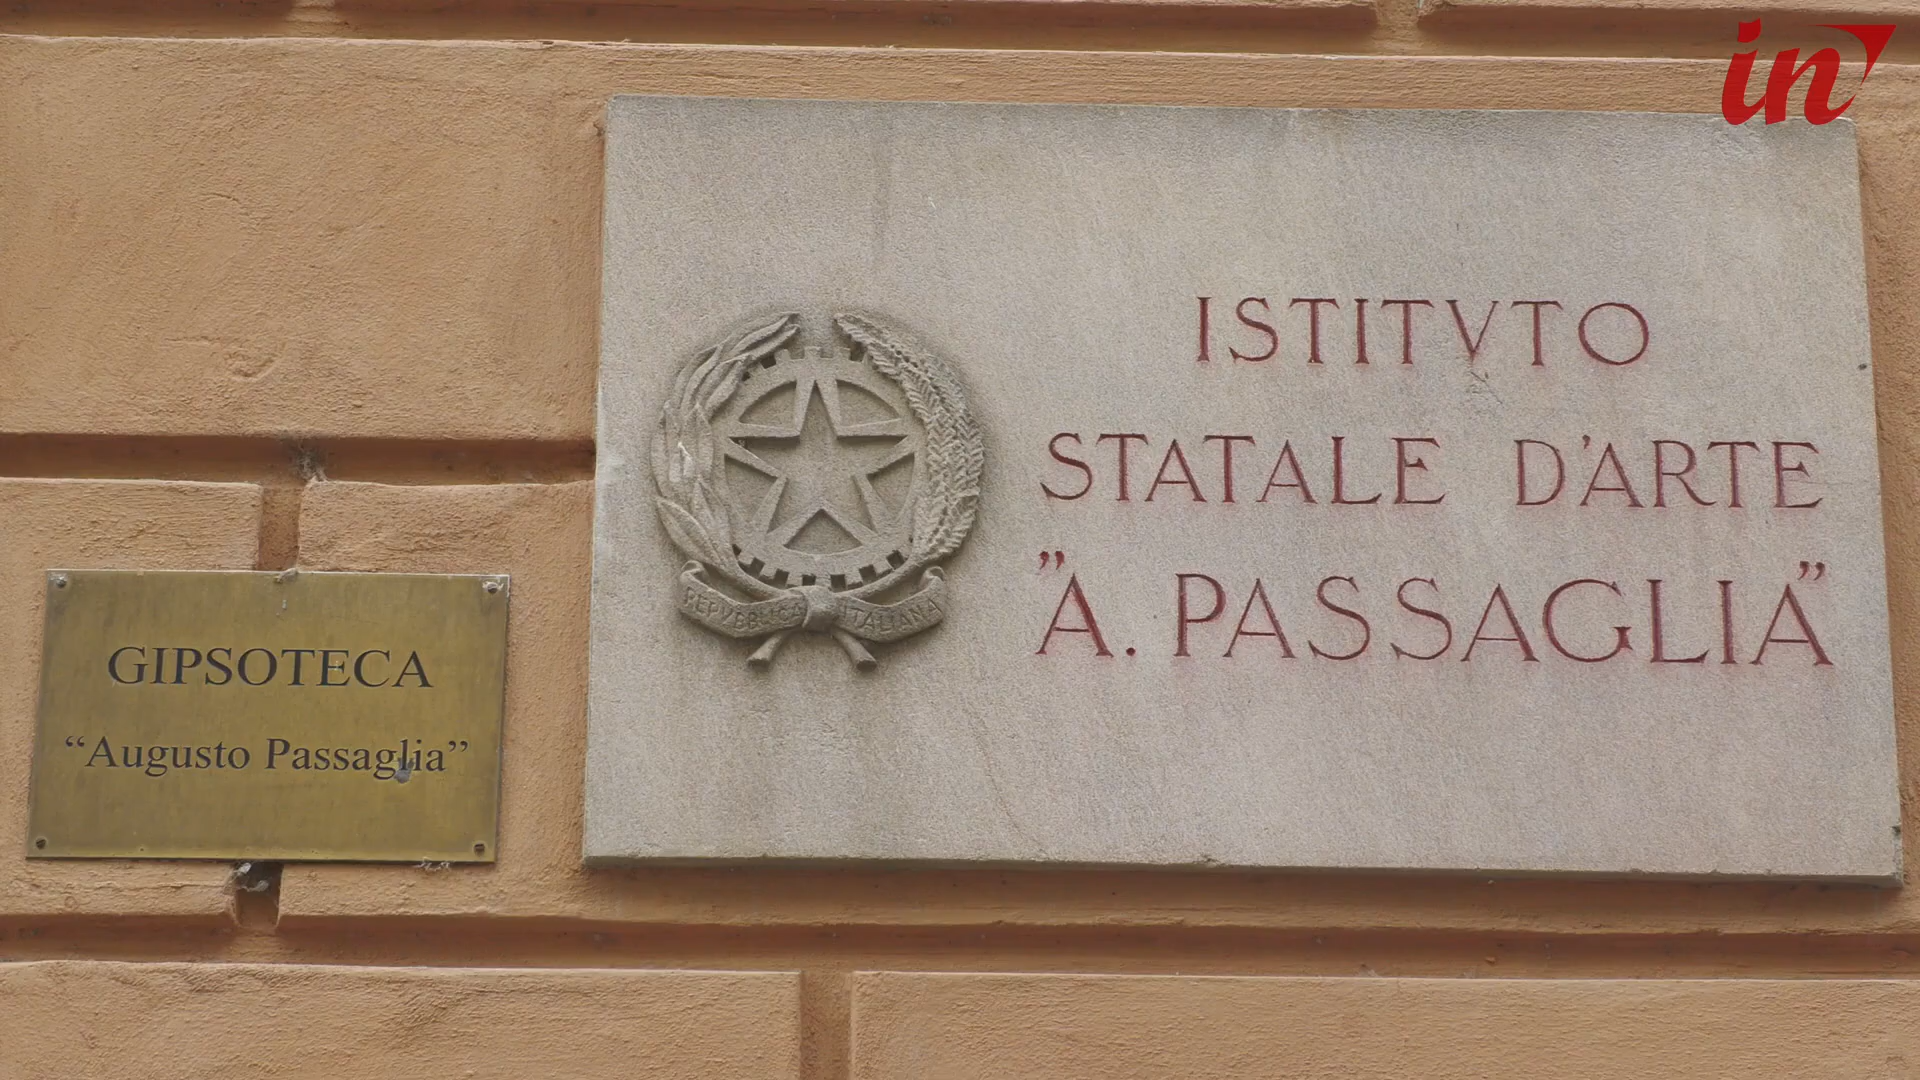 in
ISTITVTO
STATALE D'ARTE
"A. PASSAGLIA"
REPVBBLICA ITALIANA
GIPSOTECA
“Augusto Passaglia”